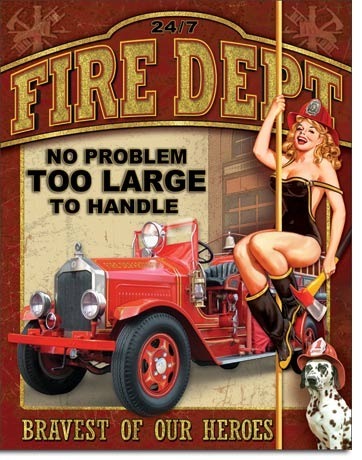 24/7
FIRE DEPT
NO PROBLEM
TOO LARGE
TO HANDLE
BRAVEST OF OUR HEROES